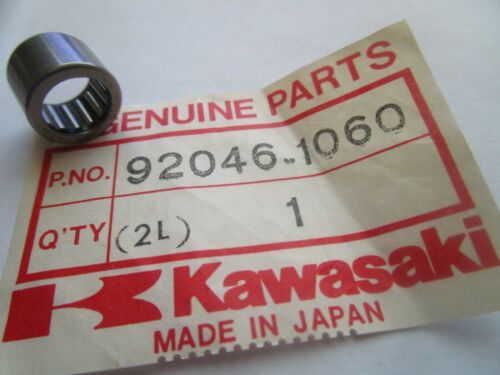 GENUINE PARTS
P.NO. 92046-1060
Q'TY (2L) 1
Kawasaki
MADE IN JAPAN